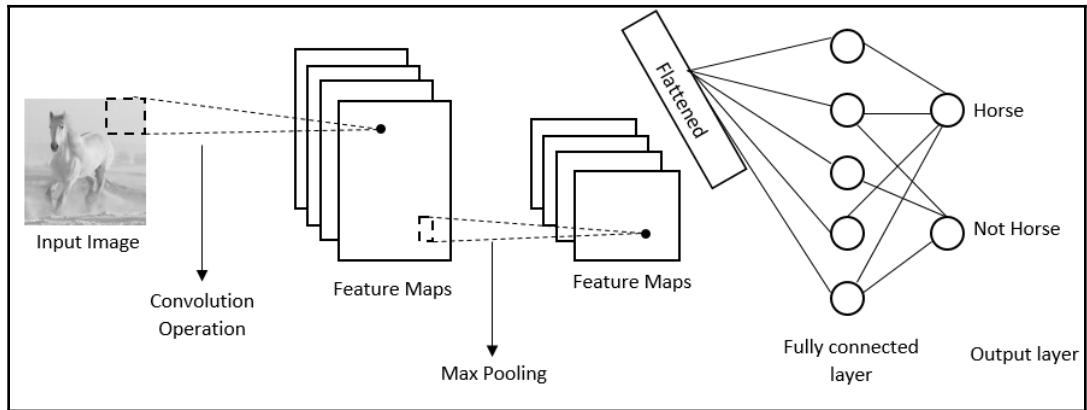 Input Image
Convolution
Operation
Feature Maps
Max Pooling
Feature Maps
Flattened
Fully connected
layer
Horse
Not Horse
Output layer